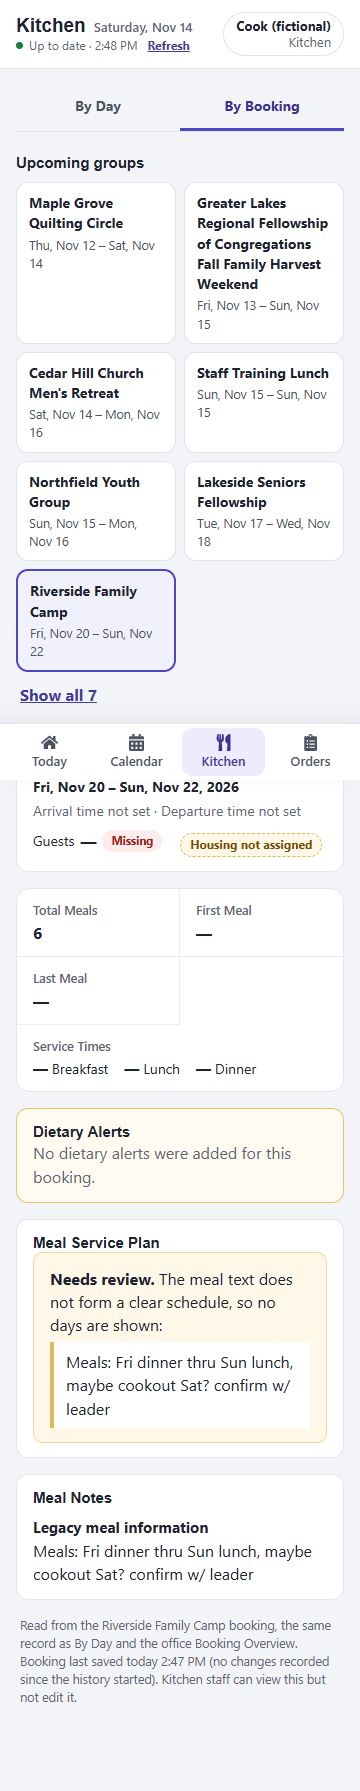 Kitchen Saturday, Nov 14
Up to date · 2:48 PM Refresh
Cook (fictional)
Kitchen
By Day
By Booking
Upcoming groups
Maple Grove
Quilting Circle
Thu, Nov 12 – Sat, Nov
14
Greater Lakes
Regional Fellowship
of Congregations
Fall Family Harvest
Weekend
Fri, Nov 13 – Sun, Nov
15
Cedar Hill Church
Men's Retreat
Sat, Nov 14 – Mon, Nov
16
Staff Training Lunch
Sun, Nov 15 – Sun, Nov
15
Northfield Youth
Group
Sun, Nov 15 – Mon,
Nov 16
Lakeside Seniors
Fellowship
Tue, Nov 17 – Wed, Nov
18
Riverside Family
Camp
Fri, Nov 20 – Sun, Nov
22
Show all 7
Today
Calendar
Kitchen
Orders
Fri, Nov 20 – Sun, Nov 22, 2026
Arrival time not set · Departure time not set
Guests — Missing
Housing not assigned
Total Meals
6
First Meal
—
Last Meal
—
Service Times
— Breakfast — Lunch — Dinner
Dietary Alerts
No dietary alerts were added for this
booking.
Meal Service Plan
Needs review. The meal text does
not form a clear schedule, so no
days are shown:
Meals: Fri dinner thru Sun lunch,
maybe cookout Sat? confirm w/
leader
Meal Notes
Legacy meal information
Meals: Fri dinner thru Sun lunch, maybe
cookout Sat? confirm w/ leader
Read from the Riverside Family Camp booking, the same
record as By Day and the office Booking Overview.
Booking last saved today 2:47 PM (no changes recorded
since the history started). Kitchen staff can view this but
not edit it.